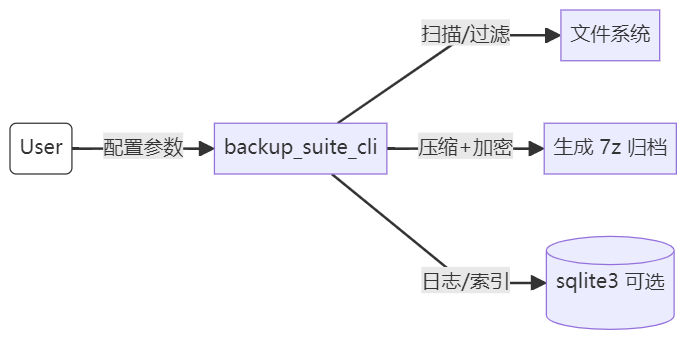 User
配置参数
backup_suite_cli
扫描/过滤
文件系统
压缩+加密
生成 7z 归档
日志/索引
sqlite3 可选